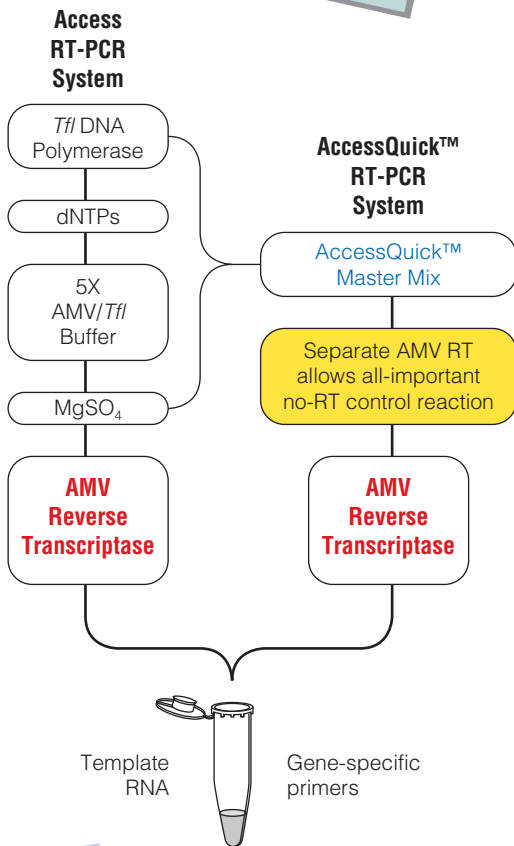 Access
RT-PCR
System
Tfl DNA
Polymerase
dNTPs
5X
AMV/Tfl
Buffer
MgSO₄
AMV
Reverse
Transcriptase
AccessQuick™
RT-PCR
System
AccessQuick™
Master Mix
Separate AMV RT
allows all-important
no-RT control reaction
AMV
Reverse
Transcriptase
Template
RNA
Gene-specific
primers